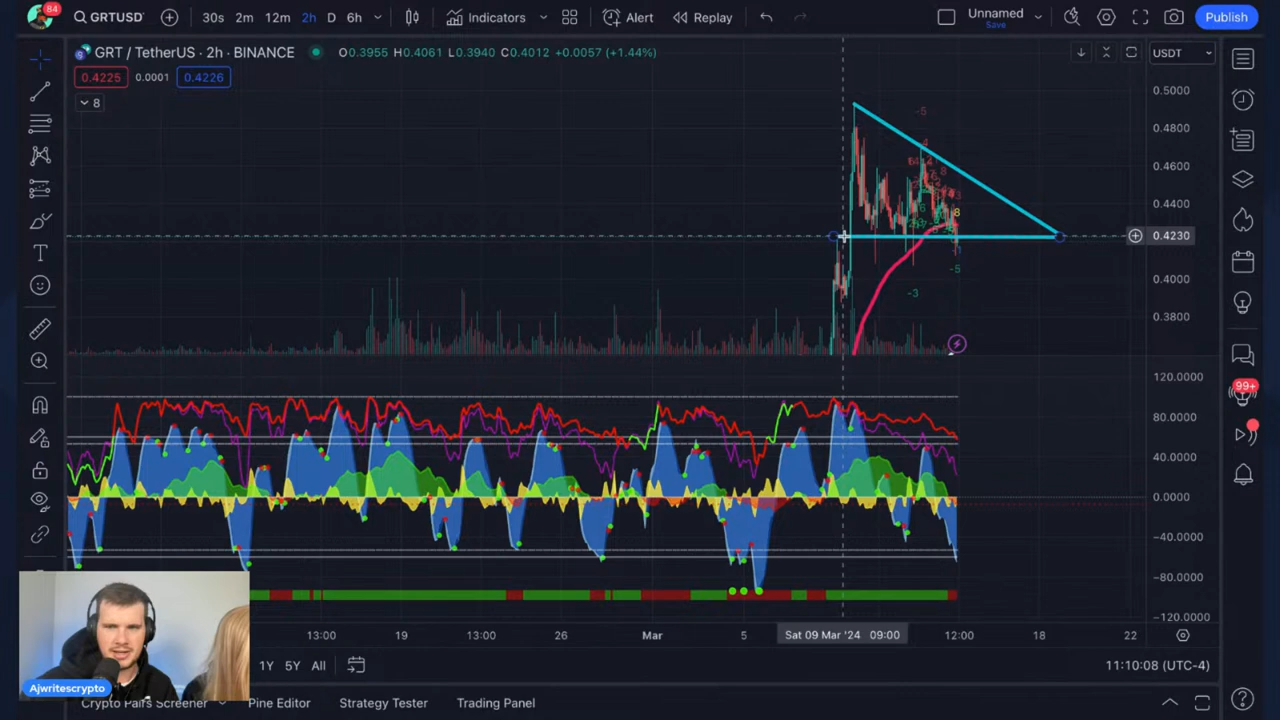 84 GRTUSD 30s 2m 12m 2h D 6h Indicators Alert Replay Unnamed Save Publish
GRT / TetherUS · 2h · BINANCE O0.3955 H0.4061 L0.3940 C0.4012 +0.0057 (+1.44%) USDT
0.4225 0.0001 0.4226
8
0.5000
0.4800
0.4600
0.4400
0.4230
0.4000
0.3800
-5
8
-5
-3
120.0000
80.0000
40.0000
0.0000
-40.0000
-80.0000
-120.0000
99+
13:00 19 13:00 26 Mar 5 Sat 09 Mar '24 09:00 12:00 18 22
1Y 5Y All 11:10:08 (UTC-4)
Ajwritescrypto
Crypto Pairs Screener Pine Editor Strategy Tester Trading Panel